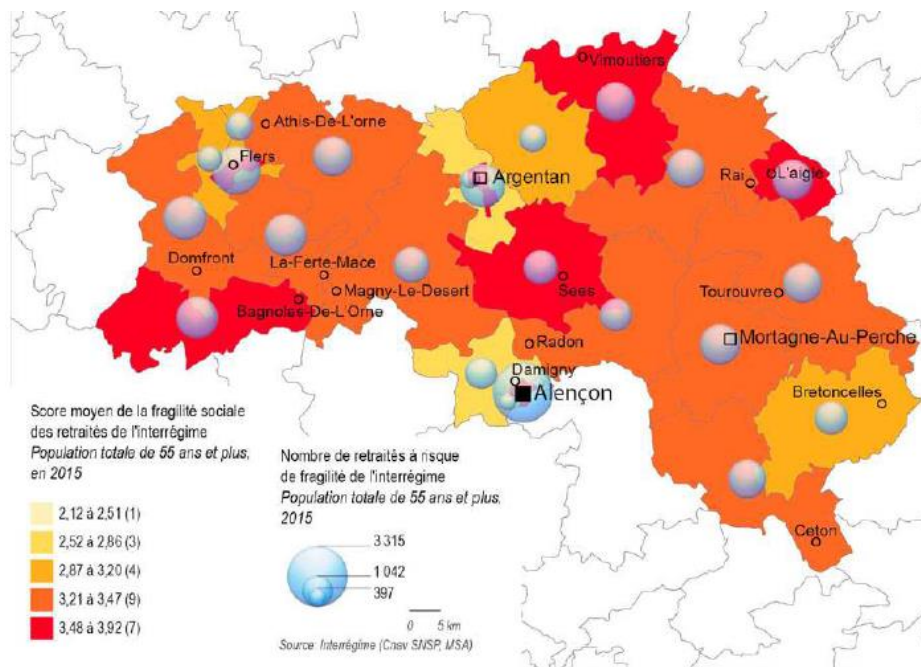 Vimoutiers
Athis-De-L'orne
Flers
Argentan
Rai
L'aigle
Domfront
La-Ferte-Mace
Magny-Le-Desert
Bagnoles-De-L'Orne
Sees
Tourouvre
Radon
Mortagne-Au-Perche
Damigny
Alençon
Bretoncelles
Ceton
Score moyen de la fragilité sociale
des retraités de l'interrégime
Population totale de 55 ans et plus,
en 2015
2,12 à 2,51 (1)
2,52 à 2,86 (3)
2,87 à 3,20 (4)
3,21 à 3,47 (9)
3,48 à 3,92 (7)
Nombre de retraités à risque
de fragilité de l'interrégime
Population totale de 55 ans et plus,
2015
3 315
1 042
397
0 5 km
Source: Interrégime (Cnav SNSP, MSA)